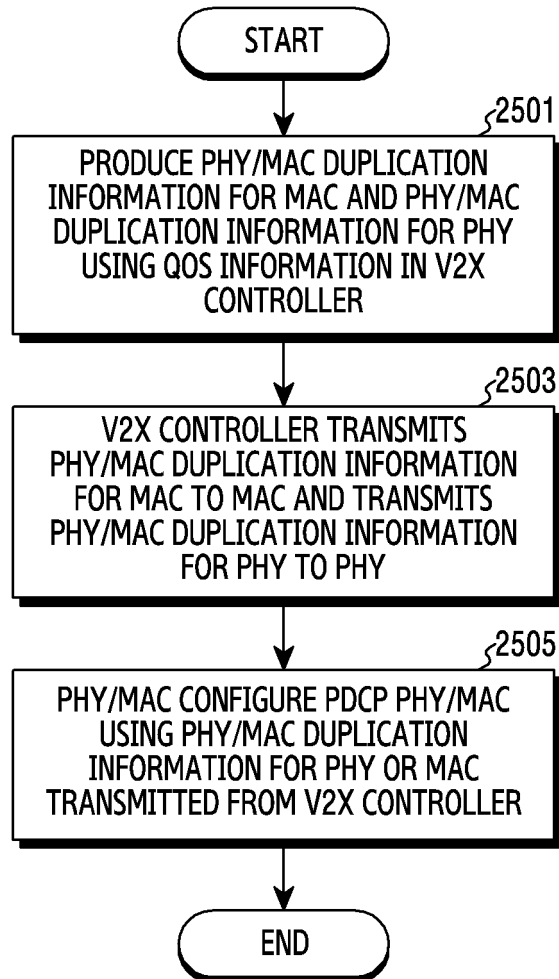 START
2501
PRODUCE PHY/MAC DUPLICATION
INFORMATION FOR MAC AND PHY/MAC
DUPLICATION INFORMATION FOR PHY
USING QOS INFORMATION IN V2X
CONTROLLER
2503
V2X CONTROLLER TRANSMITS
PHY/MAC DUPLICATION INFORMATION
FOR MAC TO MAC AND TRANSMITS
PHY/MAC DUPLICATION INFORMATION
FOR PHY TO PHY
2505
PHY/MAC CONFIGURE PDCP PHY/MAC
USING PHY/MAC DUPLICATION
INFORMATION FOR PHY OR MAC
TRANSMITTED FROM V2X CONTROLLER
END